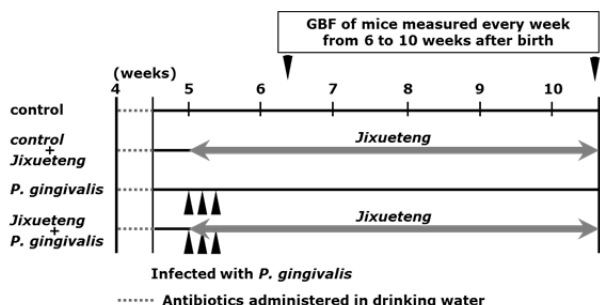 GBF of mice measured every week
from 6 to 10 weeks after birth
(weeks)
4 5 6 7 8 9 10
control
control
+
Jixueteng
Jixueteng
P. gingivalis
Jixueteng
+
P. gingivalis
Jixueteng
Infected with P. gingivalis
Antibiotics administered in drinking water